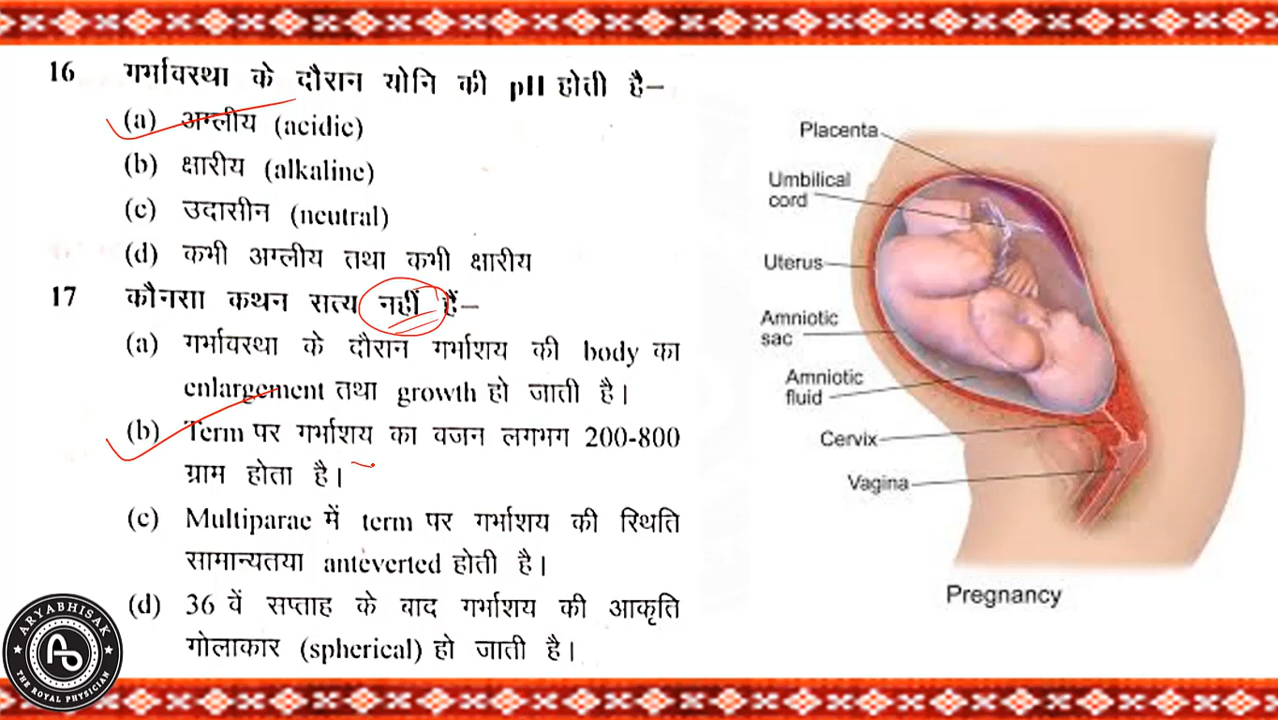 16 गर्भावस्था के दौरान योनि की pH होती है–
(a) अम्लीय (acidic)
(b) क्षारीय (alkaline)
(c) उदासीन (neutral)
(d) कभी अम्लीय तथा कभी क्षारीय
17 कौनसा कथन सत्य नहीं हैं–
(a) गर्भावस्था के दौरान गर्भाशय की body का
enlargement तथा growth हो जाती है।
(b) Term पर गर्भाशय का वजन लगभग 200-800
ग्राम होता है।
(c) Multiparae में term पर गर्भाशय की स्थिति
सामान्यतया anteverted होती है।
(d) 36 वें सप्ताह के बाद गर्भाशय की आकृति
गोलाकार (spherical) हो जाती है।
Placenta
Umbilical
cord
Uterus
Amniotic
sac
Amniotic
fluid
Cervix
Vagina
Pregnancy
ARYABHISAK
THE ROYAL PHYSICIAN